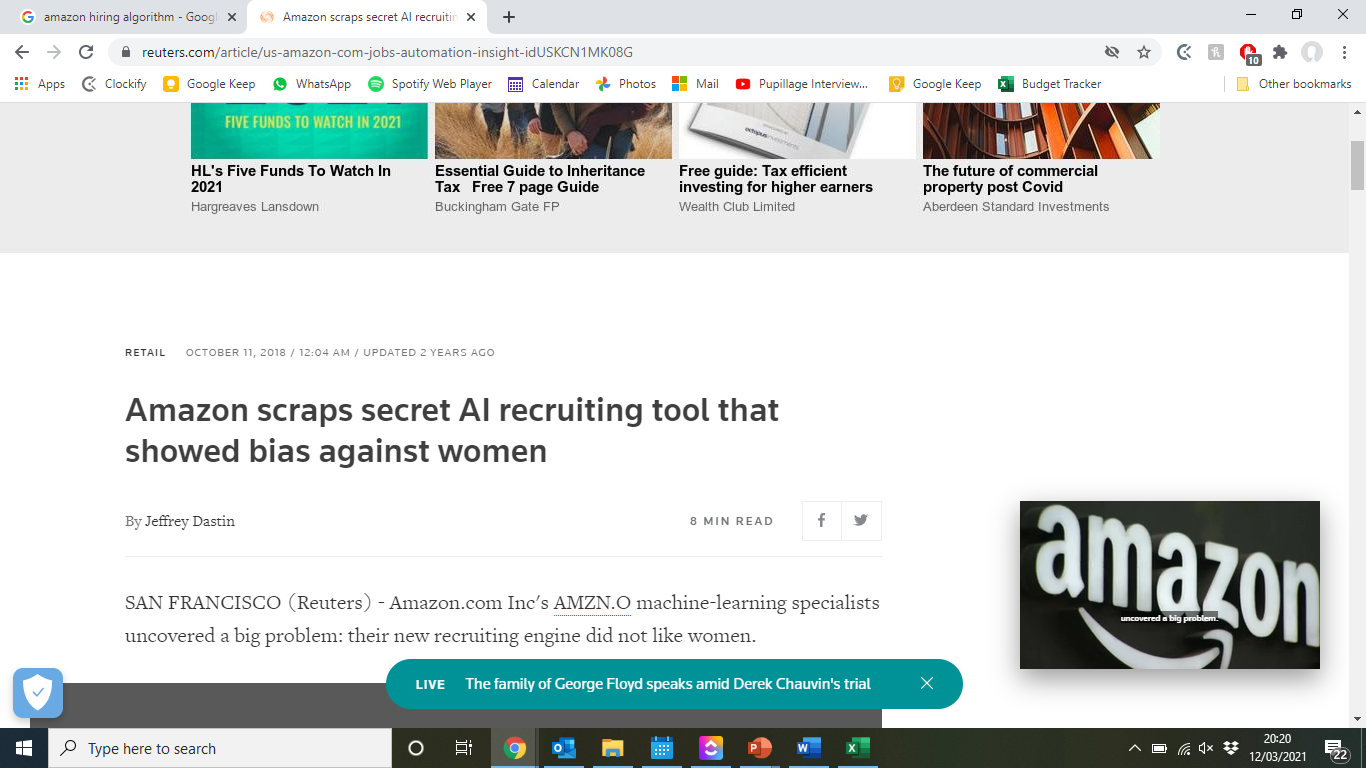 amazon hiring algorithm - Googl
Amazon scraps secret AI recruitin
reuters.com/article/us-amazon-com-jobs-automation-insight-idUSKCN1MK08G
10
Apps
Clockify
Google Keep
WhatsApp
Spotify Web Player
Calendar
Photos
Mail
Pupillage Interview...
Google Keep
Budget Tracker
Other bookmarks
FIVE FUNDS TO WATCH IN 2021
octopus investments
HL's Five Funds To Watch In
2021
Hargreaves Lansdown
Essential Guide to Inheritance
Tax Free 7 page Guide
Buckingham Gate FP
Free guide: Tax efficient
investing for higher earners
Wealth Club Limited
The future of commercial
property post Covid
Aberdeen Standard Investments
RETAIL OCTOBER 11, 2018 / 12:04 AM / UPDATED 2 YEARS AGO
Amazon scraps secret AI recruiting tool that
showed bias against women
By Jeffrey Dastin
8 MIN READ
amazon
uncovered a big problem.
SAN FRANCISCO (Reuters) - Amazon.com Inc's AMZN.O machine-learning specialists
uncovered a big problem: their new recruiting engine did not like women.
LIVE The family of George Floyd speaks amid Derek Chauvin's trial
Type here to search
20:20
12/03/2021
22